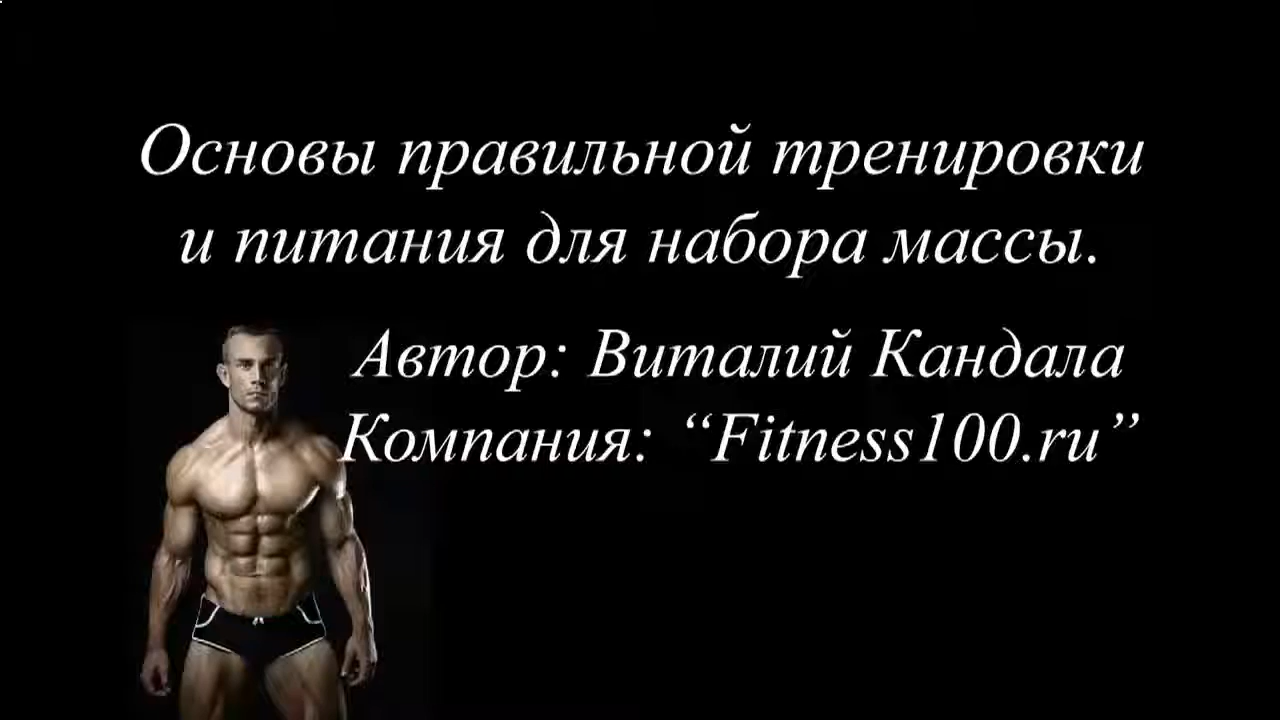 Основы правильной тренировки
и питания для набора массы.
Автор: Виталий Кандала
Компания: “Fitness100.ru”